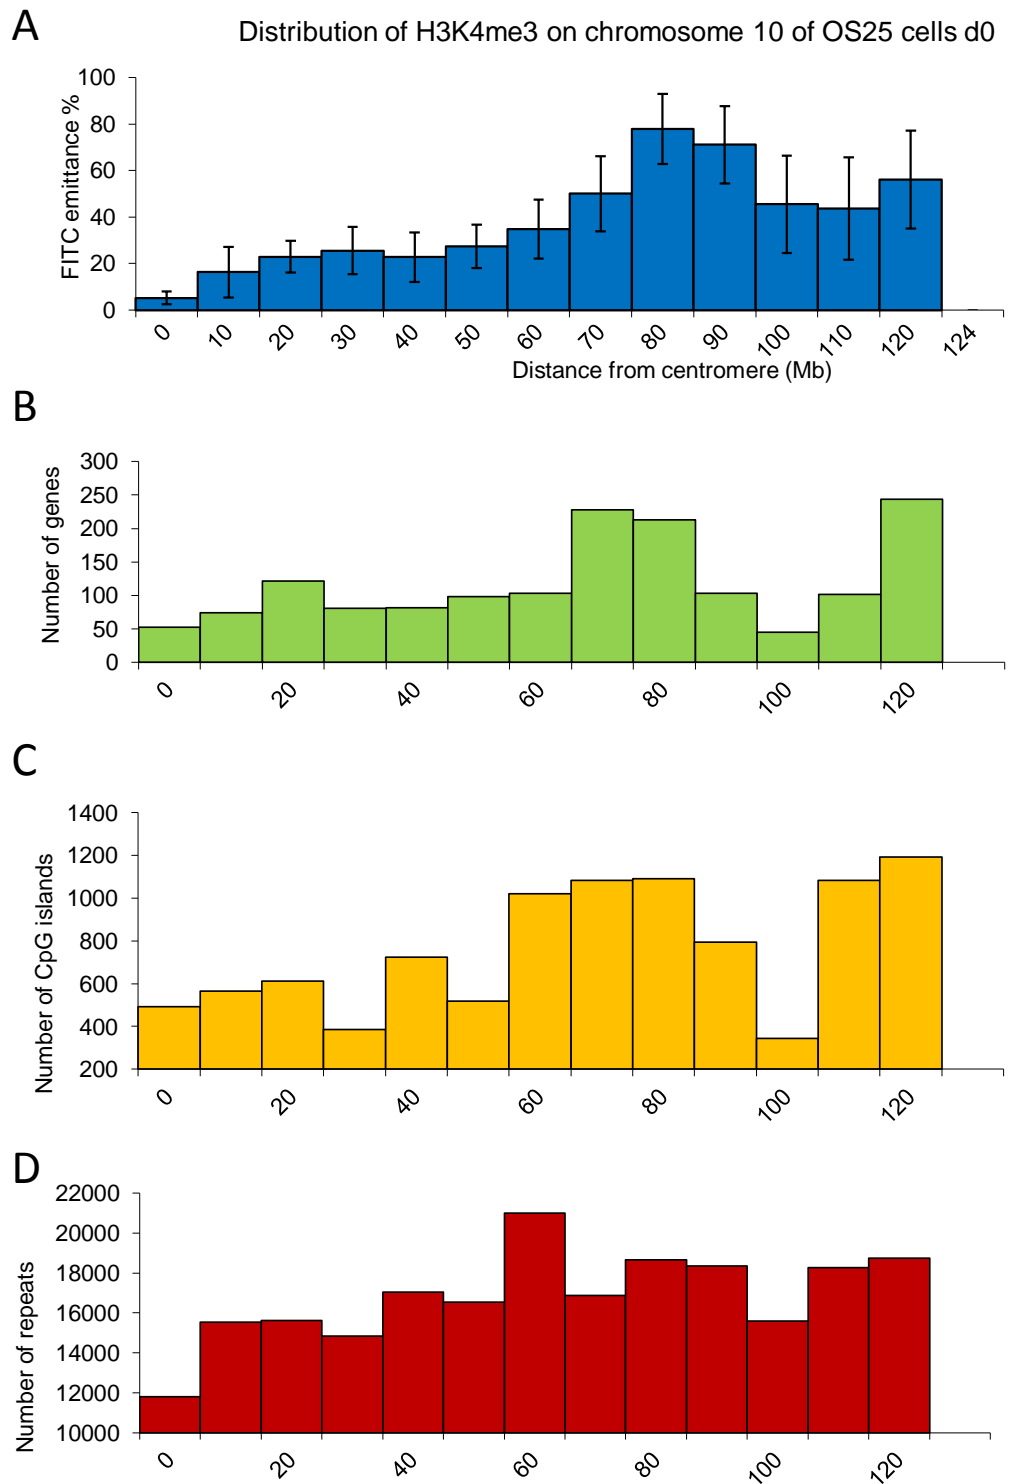 A
Distribution of H3K4me3 on chromosome 10 of OS25 cells d0
FITC emittance %
100
80
60
40
20
0
0 10 20 30 40 50 60 70 80 90 100 110 120 124
Distance from centromere (Mb)
B
Number of genes
300
250
200
150
100
50
0
0 20 40 60 80 100 120
C
Number of CpG islands
1400
1200
1000
800
600
400
200
0 20 40 60 80 100 120
D
Number of repeats
22000
20000
18000
16000
14000
12000
10000
0 20 40 60 80 100 120